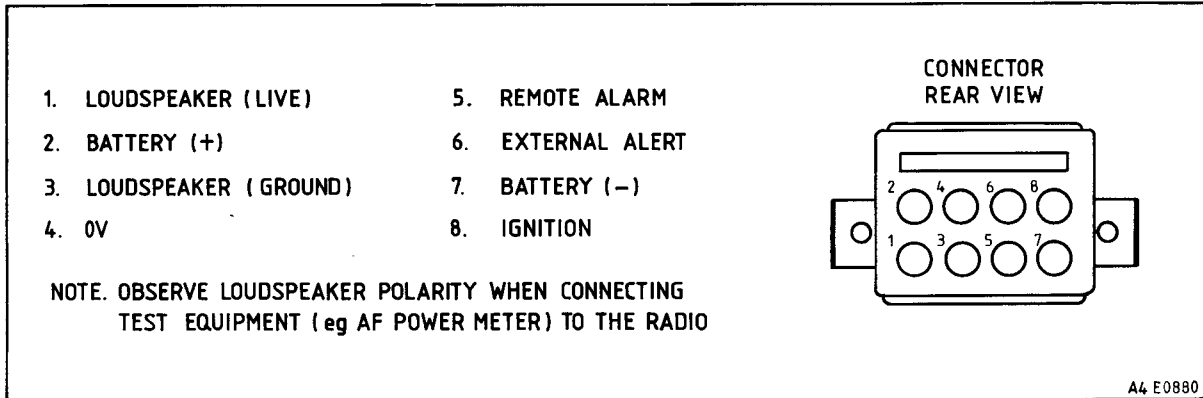 1. LOUDSPEAKER (LIVE)
2. BATTERY (+)
3. LOUDSPEAKER (GROUND)
4. 0V
5. REMOTE ALARM
6. EXTERNAL ALERT
7. BATTERY (–)
8. IGNITION
NOTE. OBSERVE LOUDSPEAKER POLARITY WHEN CONNECTING
TEST EQUIPMENT (eg AF POWER METER) TO THE RADIO
CONNECTOR
REAR VIEW
2 4 6 8
1 3 5 7
A4 E0880